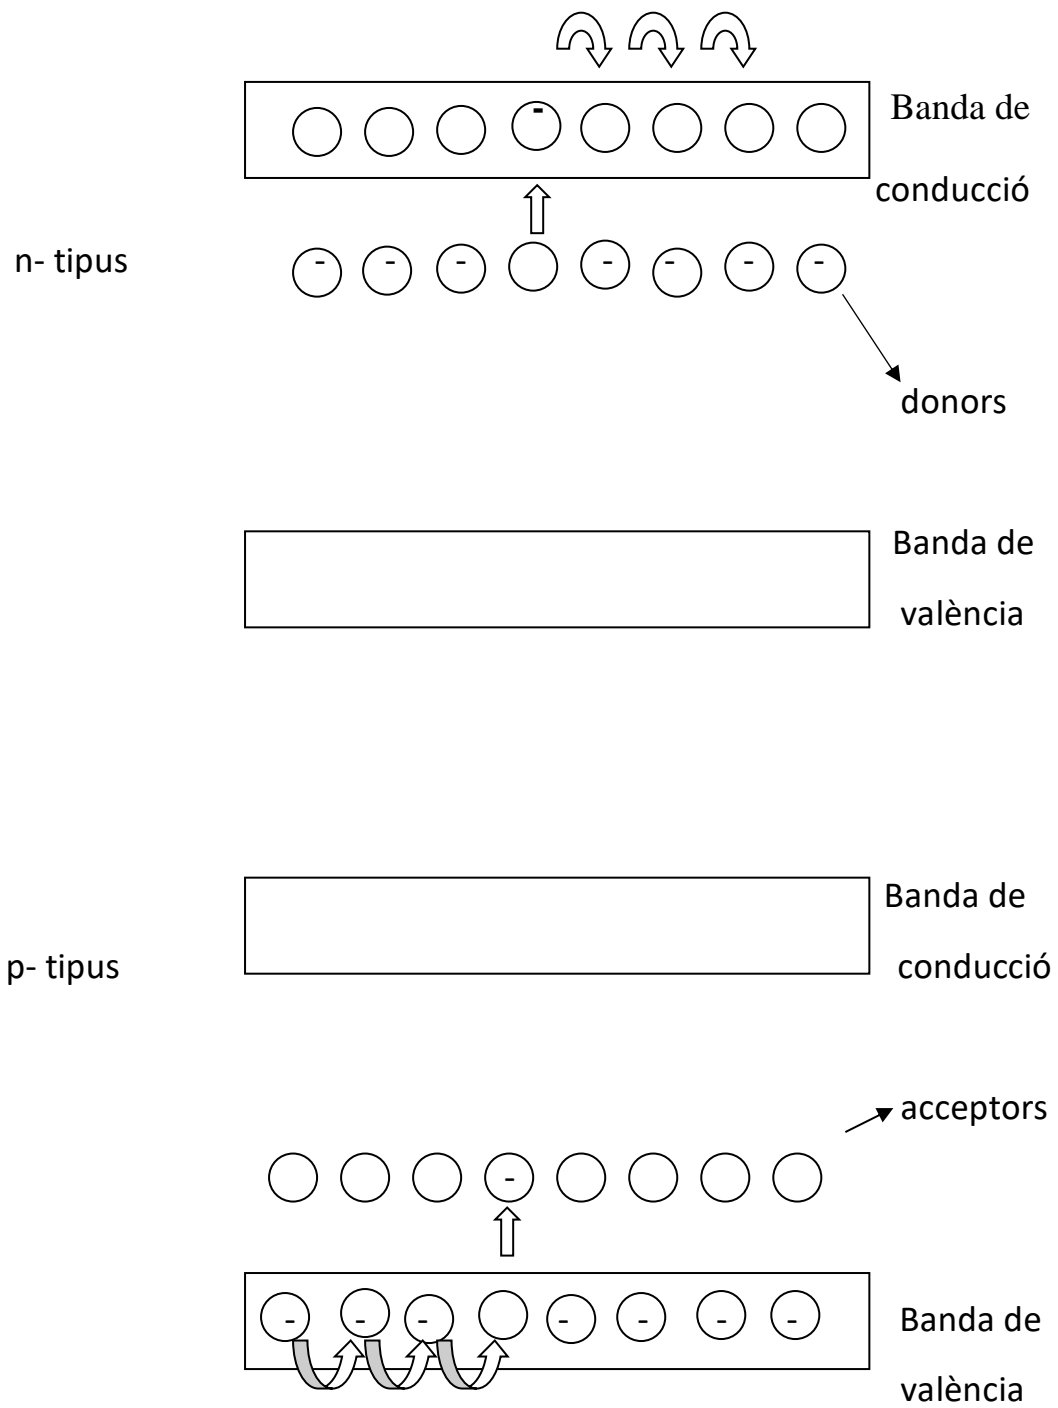 Banda de
conducció
n- tipus
- - - - - - - -
donors
Banda de
valència
Banda de
p- tipus
conducció
acceptors
-
- - - - - - -
Banda de
valència